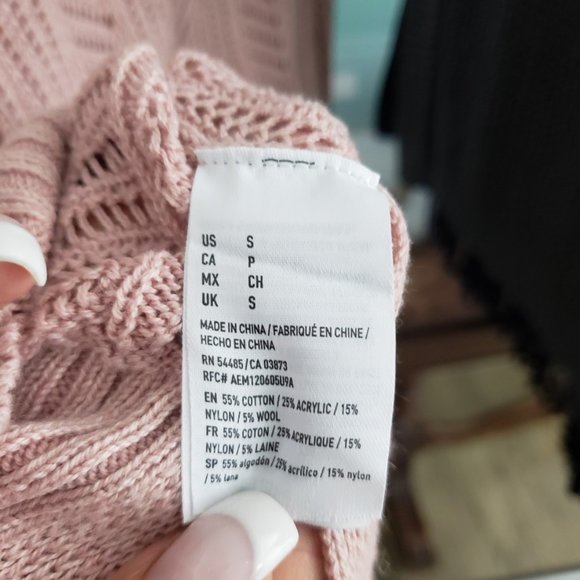 US S
CA P
MX CH
UK S
MADE IN CHINA / FABRIQUÉ EN CHINE /
HECHO EN CHINA
RN 54485 / CA 03873
RFC# AEM120605U9A
EN 55% COTTON / 25% ACRYLIC / 15%
NYLON / 5% WOOL
FR 55% COTON / 25% ACRYLIQUE / 15%
NYLON / 5% LAINE
SP 55% algodón / 25% acrílico / 15% nylon
/ 5% lana